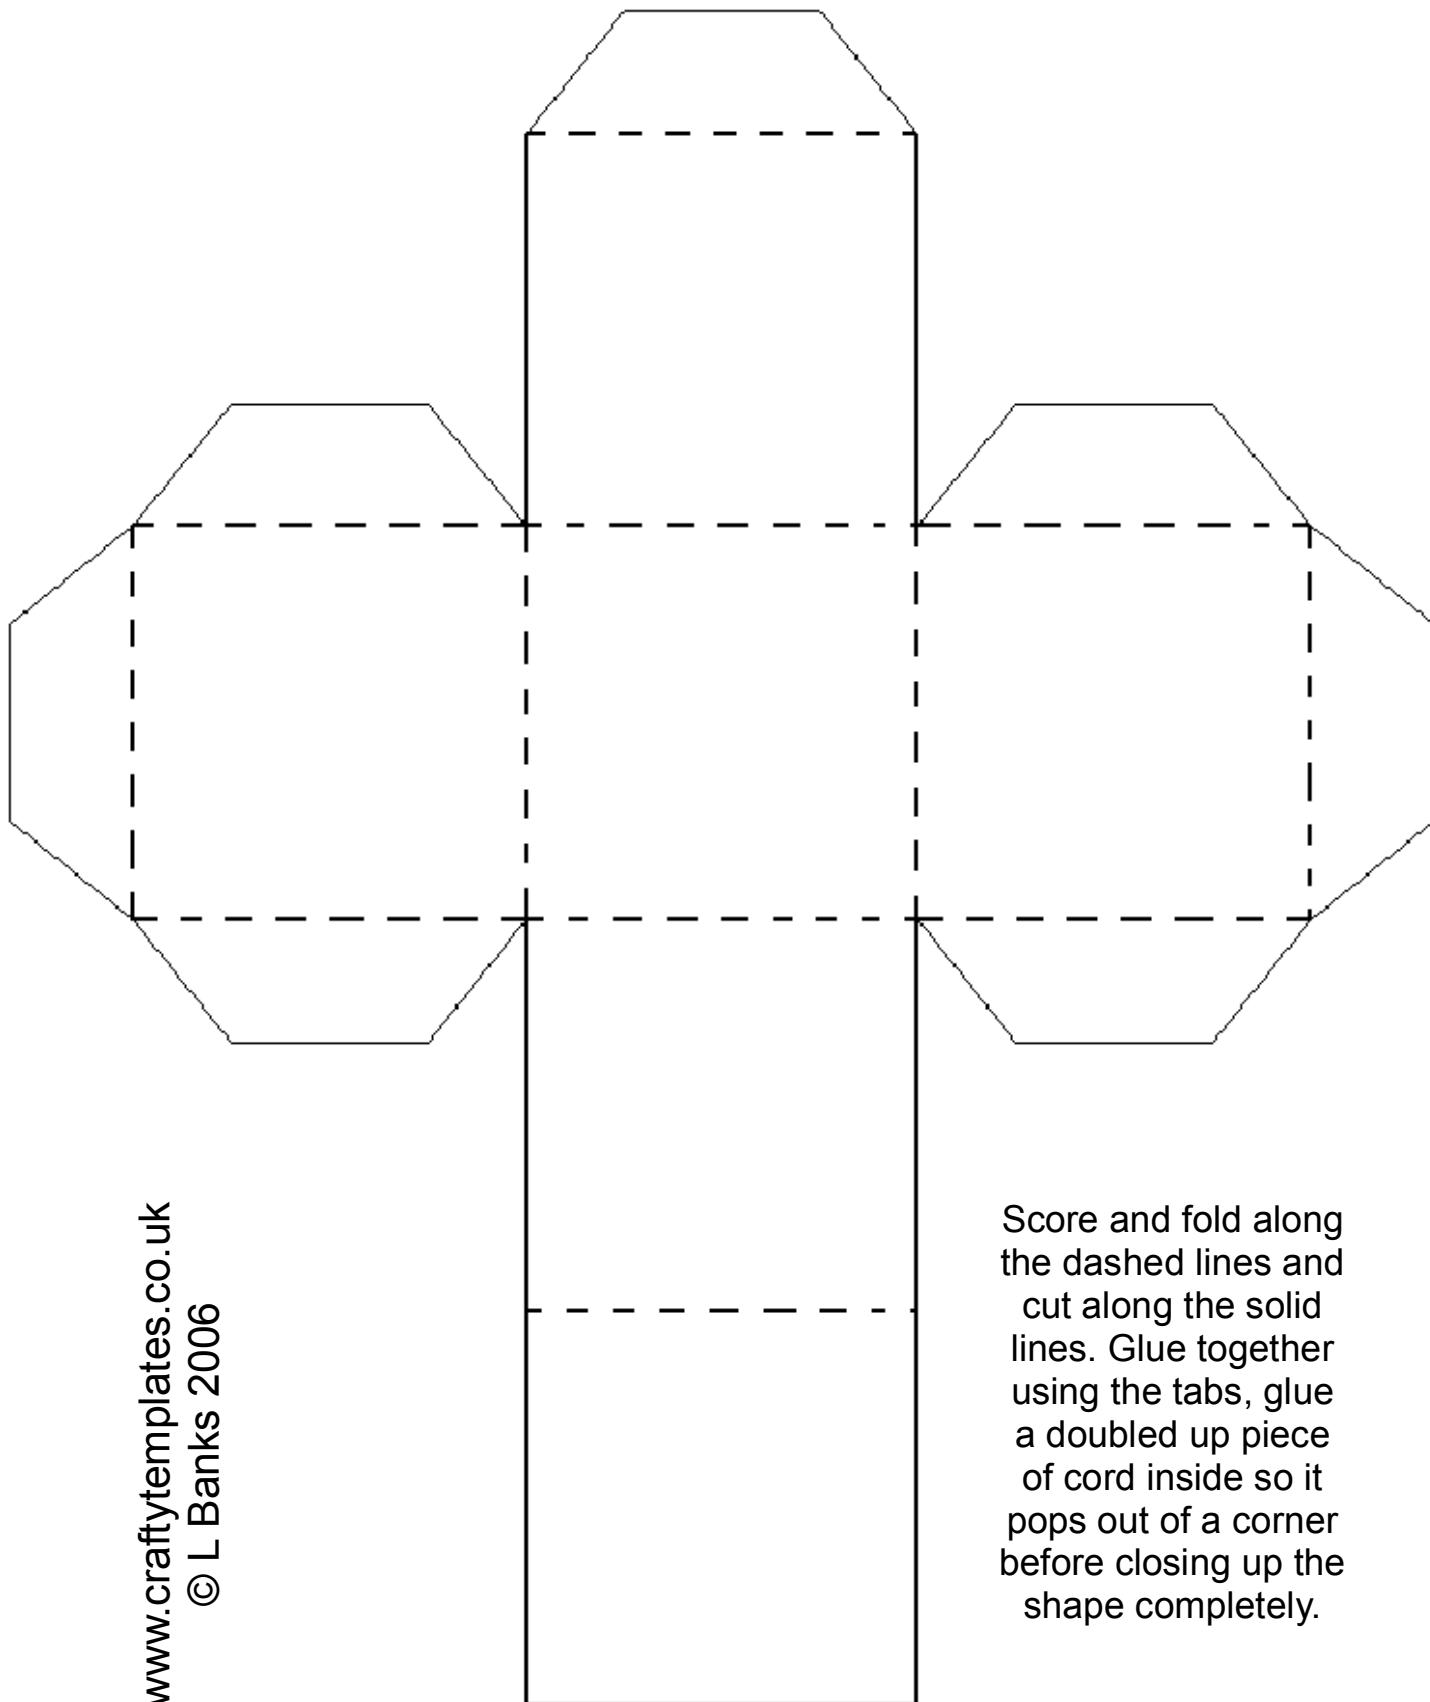 www.craftytemplates.co.uk
© L Banks 2006
Score and fold along
the dashed lines and
cut along the solid
lines. Glue together
using the tabs, glue
a doubled up piece
of cord inside so it
pops out of a corner
before closing up the
shape completely.